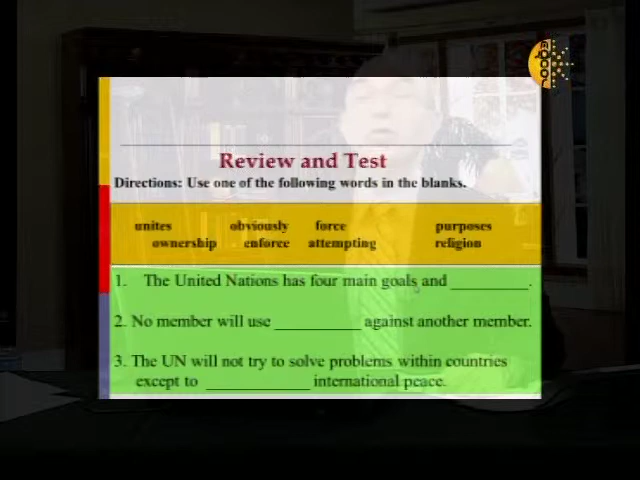 Review and Test
Directions: Use one of the following words in the blanks.
unites obviously force purposes
ownership enforce attempting religion
1. The United Nations has four main goals and __________.
2. No member will use ___________ against another member.
3. The UN will not try to solve problems within countries
except to _____________ international peace.